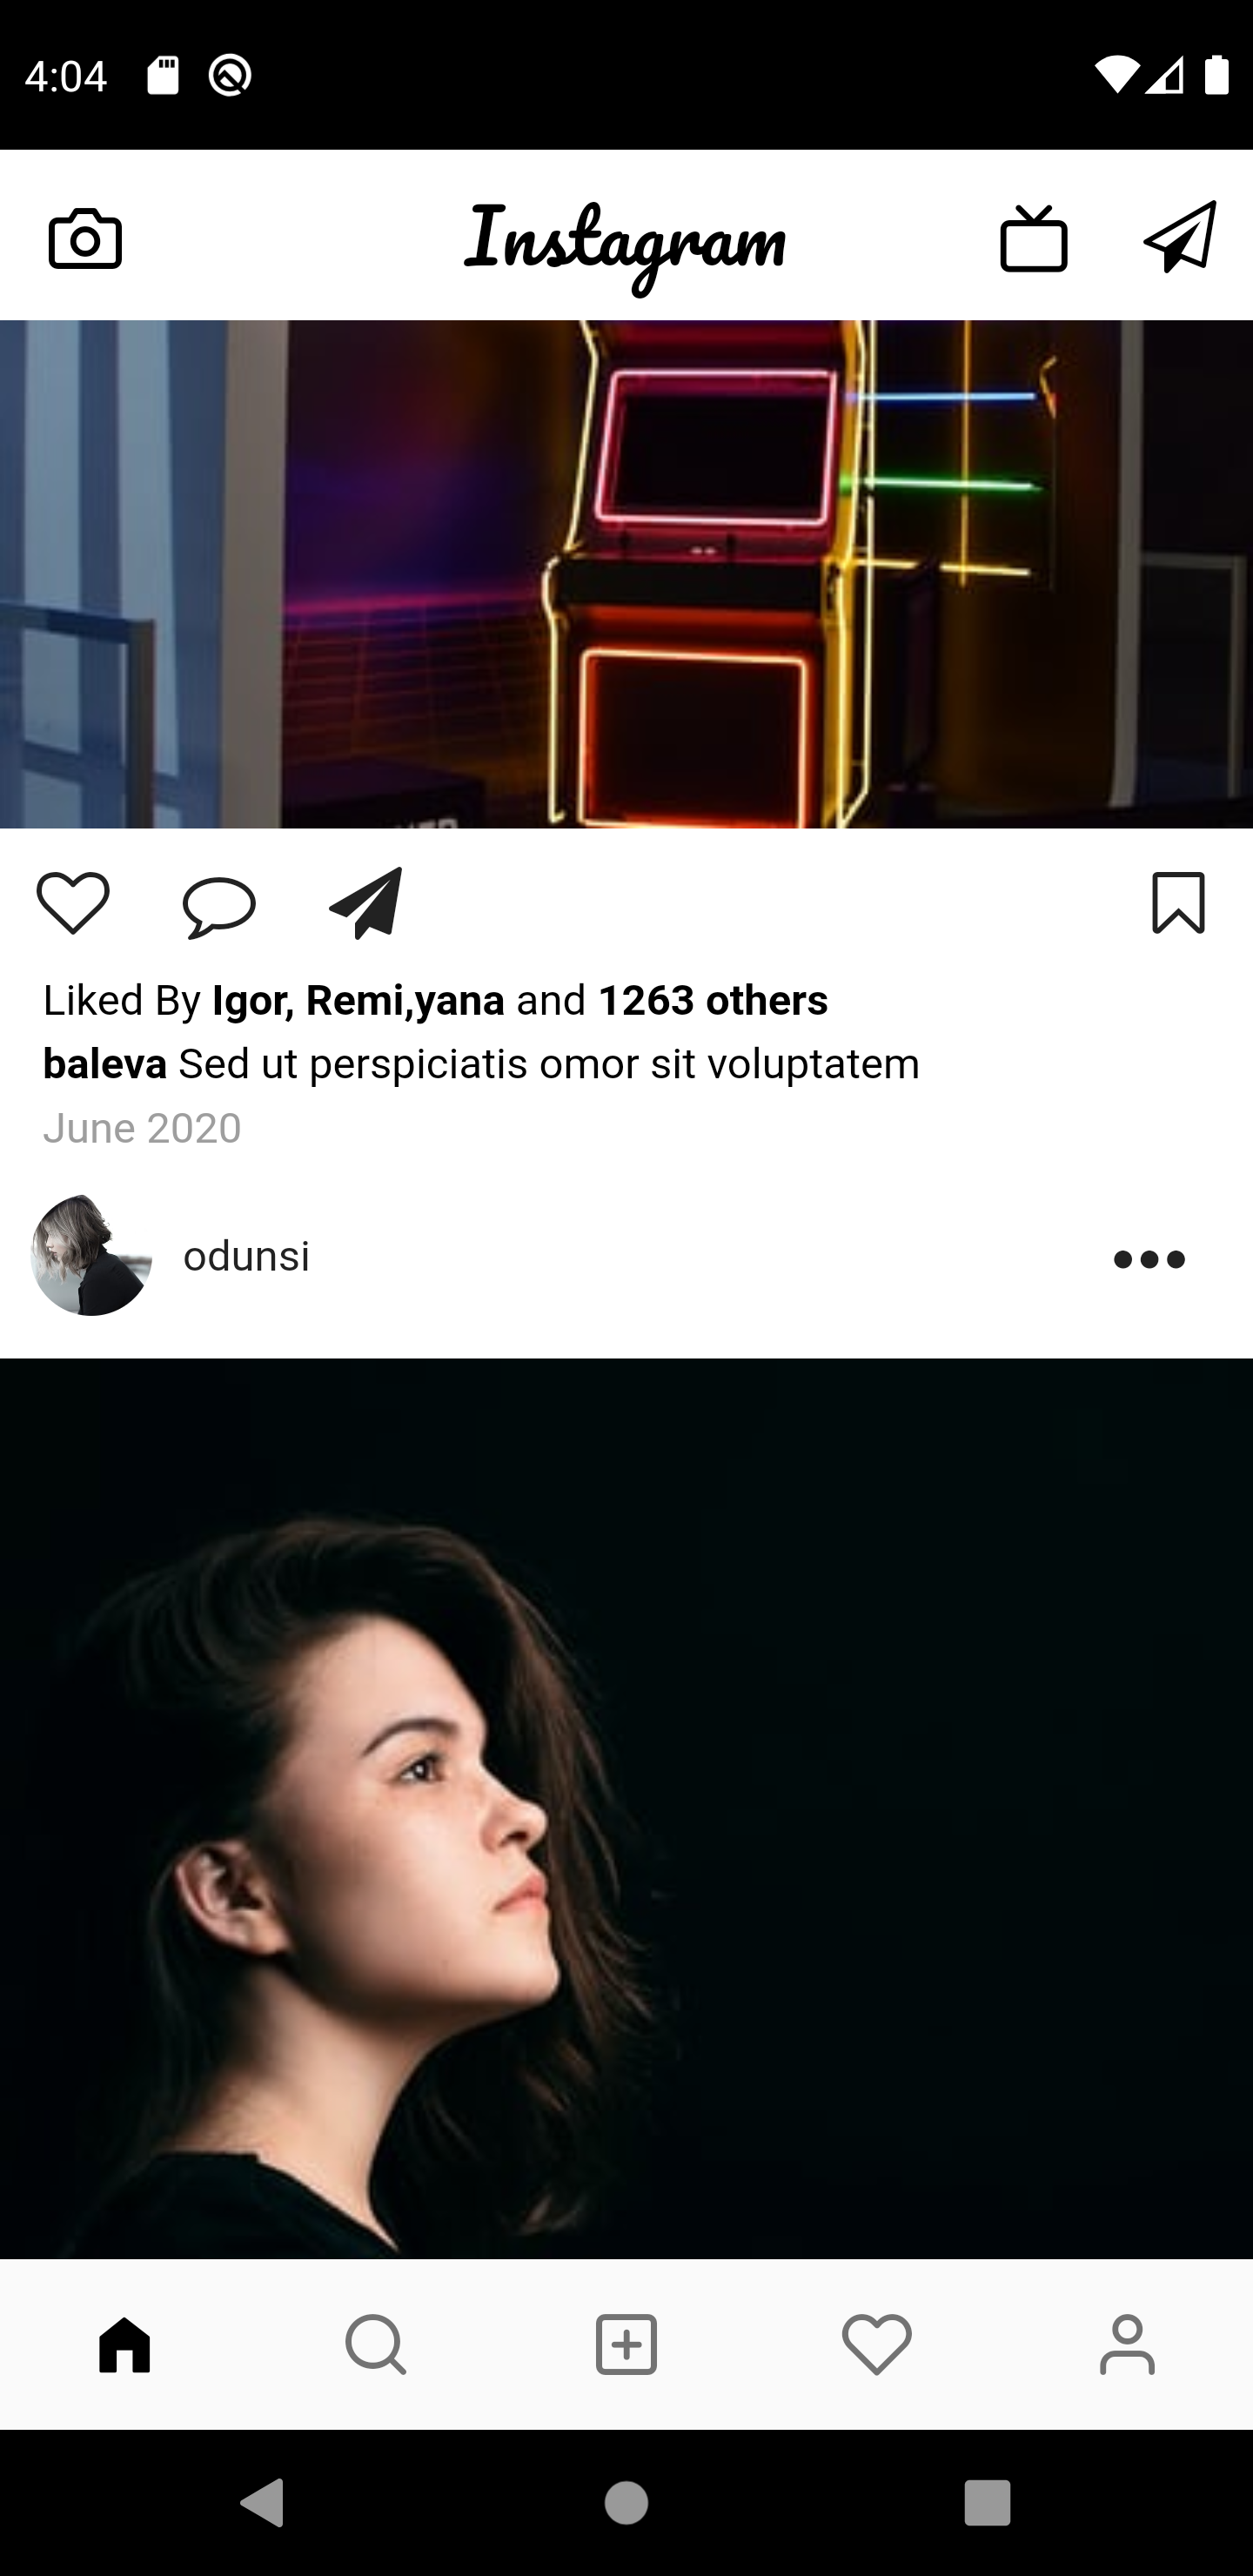 4:04
Instagram
Liked By Igor, Remi,yana and 1263 others
baleva Sed ut perspiciatis omor sit voluptatem
June 2020
odunsi